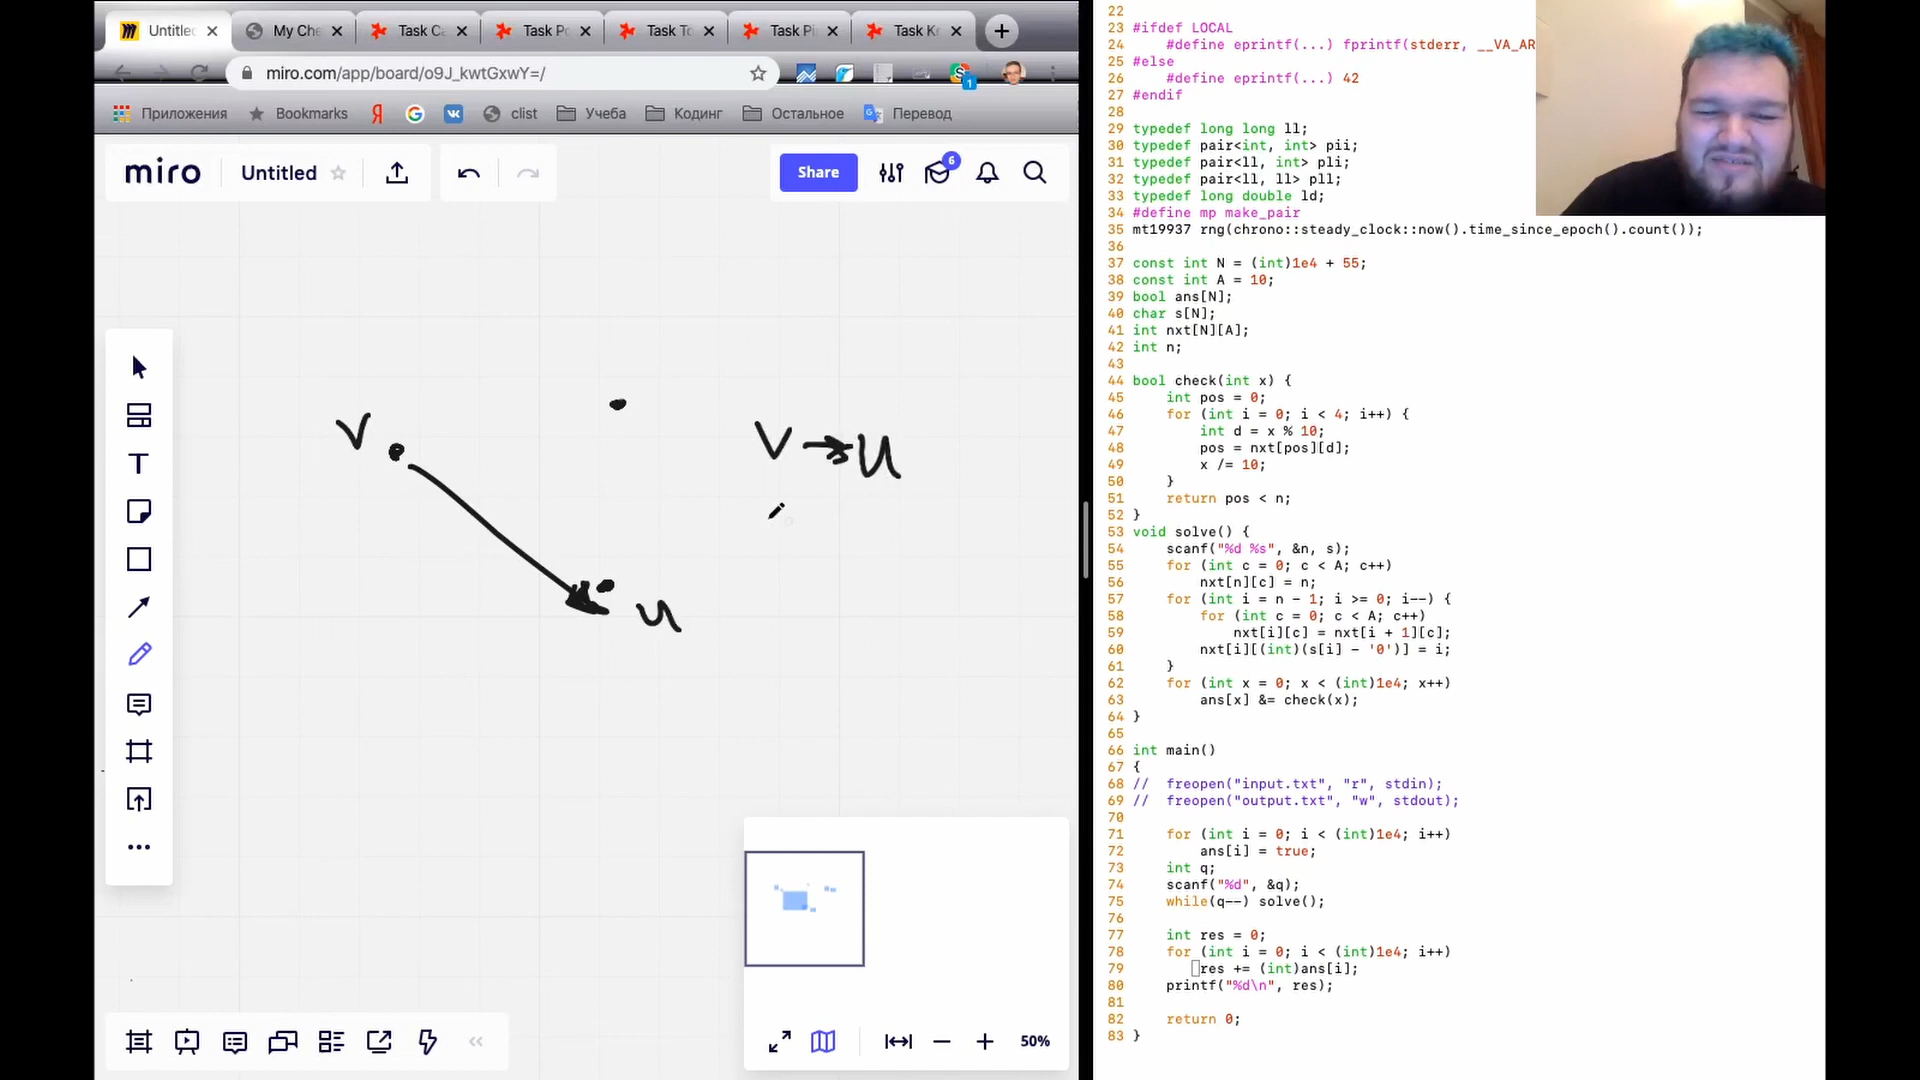 Untitled My Che Task Ca Task Po Task To Task Pi Task Kr
miro.com/app/board/o9J_kwtGxwY=/
1
Приложения Bookmarks Я clist Учеба Кодинг Остальное Перевод
miro Untitled Share 6
V
V → U
u
T
50%
22
23 #ifdef LOCAL
24     #define eprintf(...) fprintf(stderr, __VA_AR
25 #else
26     #define eprintf(...) 42
27 #endif
28
29 typedef long long ll;
30 typedef pair<int, int> pii;
31 typedef pair<ll, int> pli;
32 typedef pair<ll, ll> pll;
33 typedef long double ld;
34 #define mp make_pair
35 mt19937 rng(chrono::steady_clock::now().time_since_epoch().count());
36
37 const int N = (int)1e4 + 55;
38 const int A = 10;
39 bool ans[N];
40 char s[N];
41 int nxt[N][A];
42 int n;
43
44 bool check(int x) {
45     int pos = 0;
46     for (int i = 0; i < 4; i++) {
47         int d = x % 10;
48         pos = nxt[pos][d];
49         x /= 10;
50     }
51     return pos < n;
52 }
53 void solve() {
54     scanf("%d %s", &n, s);
55     for (int c = 0; c < A; c++)
56         nxt[n][c] = n;
57     for (int i = n - 1; i >= 0; i--) {
58         for (int c = 0; c < A; c++)
59             nxt[i][c] = nxt[i + 1][c];
60         nxt[i][(int)(s[i] - '0')] = i;
61     }
62     for (int x = 0; x < (int)1e4; x++)
63         ans[x] &= check(x);
64 }
65
66 int main()
67 {
68 //  freopen("input.txt", "r", stdin);
69 //  freopen("output.txt", "w", stdout);
70
71     for (int i = 0; i < (int)1e4; i++)
72         ans[i] = true;
73     int q;
74     scanf("%d", &q);
75     while(q--) solve();
76
77     int res = 0;
78     for (int i = 0; i < (int)1e4; i++)
79         res += (int)ans[i];
80     printf("%d\n", res);
81
82     return 0;
83 }